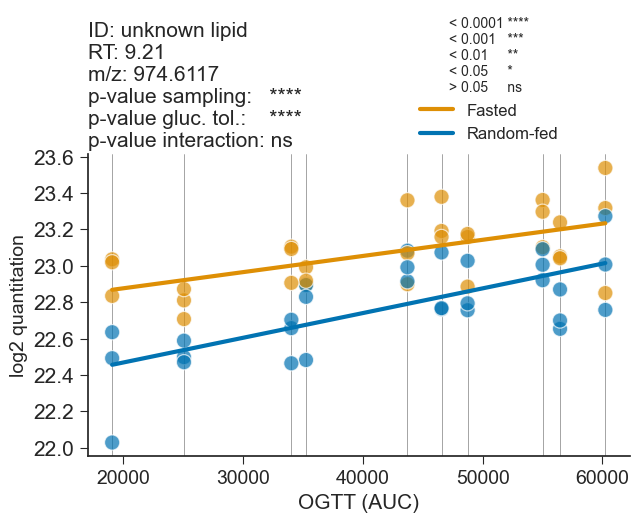 ID: unknown lipid
RT: 9.21
m/z: 974.6117
p-value sampling: ****
p-value gluc. tol.: ****
p-value interaction: ns
< 0.0001 ****
< 0.001 ***
< 0.01 **
< 0.05 *
> 0.05 ns
Fasted
Random-fed
23.6
23.4
23.2
23.0
22.8
22.6
22.4
22.2
22.0
log2 quantitation
20000 30000 40000 50000 60000
OGTT (AUC)